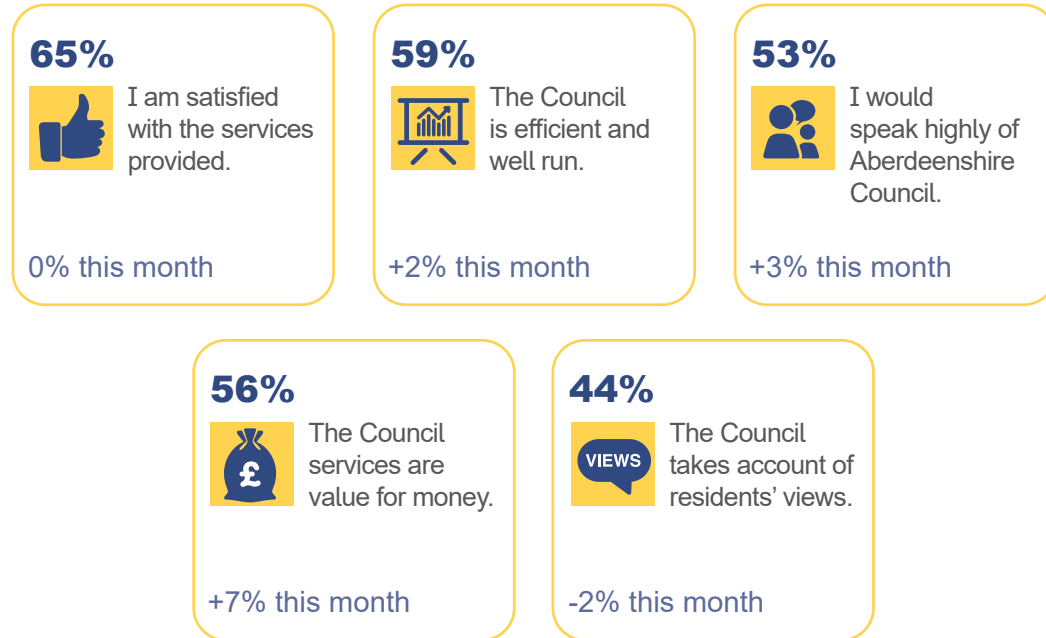 65%
I am satisfied
with the services
provided.
0% this month
59%
The Council
is efficient and
well run.
+2% this month
53%
I would
speak highly of
Aberdeenshire
Council.
+3% this month
56%
£
The Council
services are
value for money.
+7% this month
44%
VIEWS
The Council
takes account of
residents’ views.
-2% this month